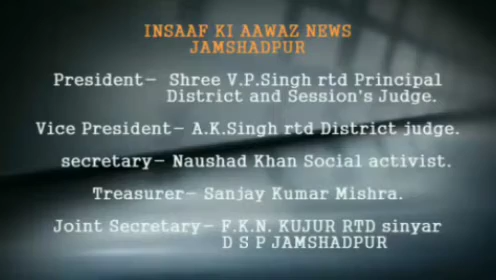 INSAAF KI AAWAZ NEWS
JAMSHADPUR
President- Shree V.P.Singh rtd Principal
District and Session's Judge.
Vice President- A.K.Singh rtd District judge.
secretary- Naushad Khan Social activist.
Treasurer- Sanjay Kumar Mishra.
Joint Secretary- F.K.N. KUJUR RTD sinyar
D S P JAMSHADPUR